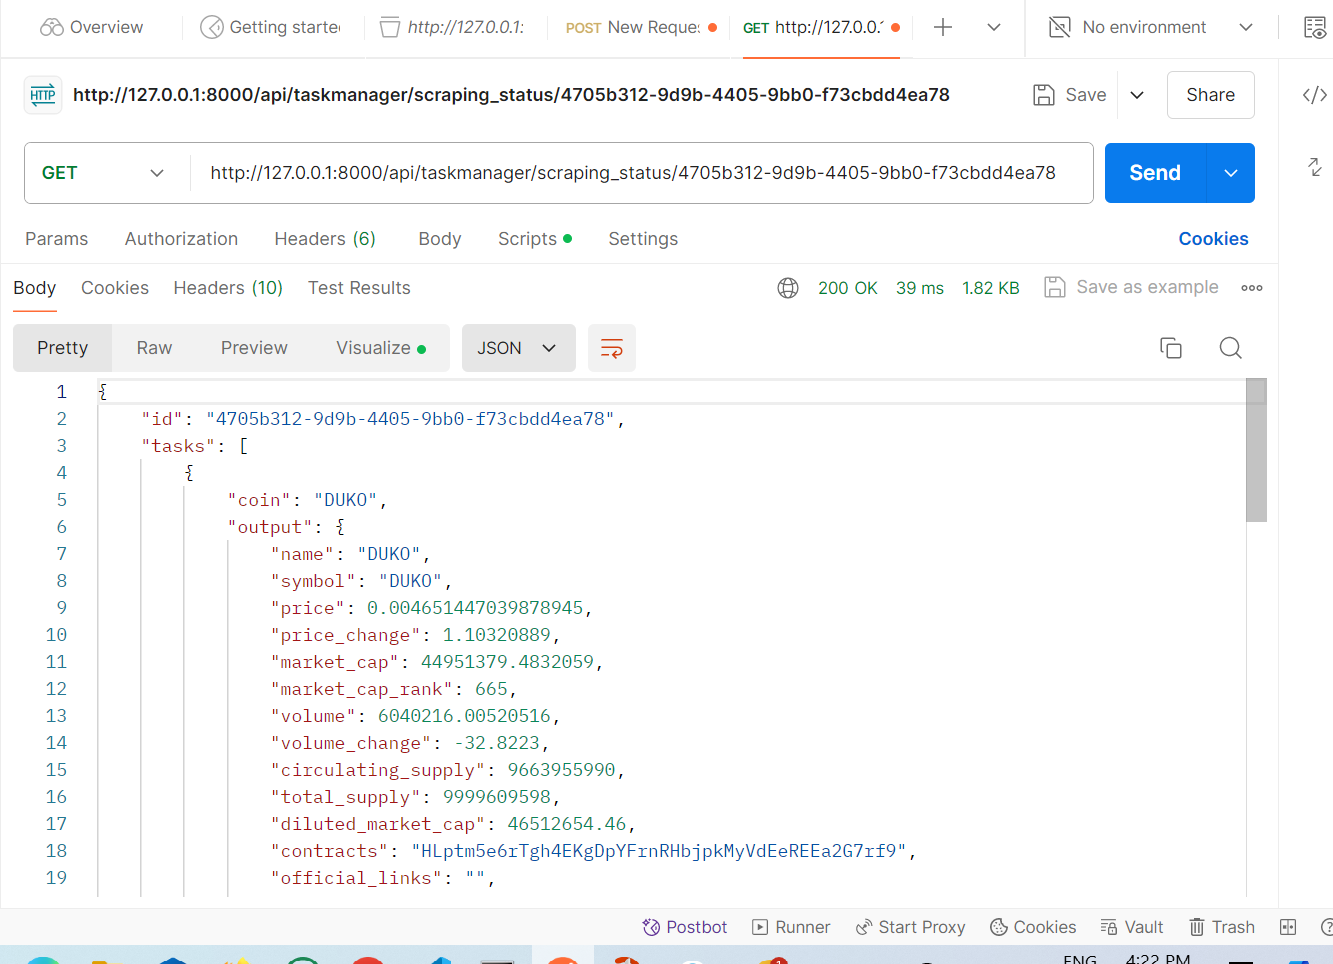 Overview
Getting starte
http://127.0.0.1:
POST New Reque
GET http://127.0.0.
No environment
HTTP
http://127.0.0.1:8000/api/taskmanager/scraping_status/4705b312-9d9b-4405-9bb0-f73cbdd4ea78
Save
Share
GET
http://127.0.0.1:8000/api/taskmanager/scraping_status/4705b312-9d9b-4405-9bb0-f73cbdd4ea78
Send
Params
Authorization
Headers (6)
Body
Scripts
Settings
Cookies
Body
Cookies
Headers (10)
Test Results
200 OK
39 ms
1.82 KB
Save as example
Pretty
Raw
Preview
Visualize
JSON
1 {
2 "id": "4705b312-9d9b-4405-9bb0-f73cbdd4ea78",
3 "tasks": [
4 {
5 "coin": "DUKO",
6 "output": {
7 "name": "DUKO",
8 "symbol": "DUKO",
9 "price": 0.004651447039878945,
10 "price_change": 1.10320889,
11 "market_cap": 44951379.4832059,
12 "market_cap_rank": 665,
13 "volume": 6040216.00520516,
14 "volume_change": -32.8223,
15 "circulating_supply": 9663955990,
16 "total_supply": 9999609598,
17 "diluted_market_cap": 46512654.46,
18 "contracts": "HLptm5e6rTgh4EKgDpYFrnRHbjpkMyVdEeREEa2G7rf9",
19 "official_links": "",
Postbot
Runner
Start Proxy
Cookies
Vault
Trash
ENG
4:22 PM